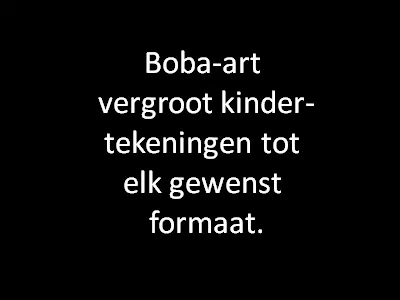 Boba-art
vergroot kinder-
tekeningen tot
elk gewenst
formaat.